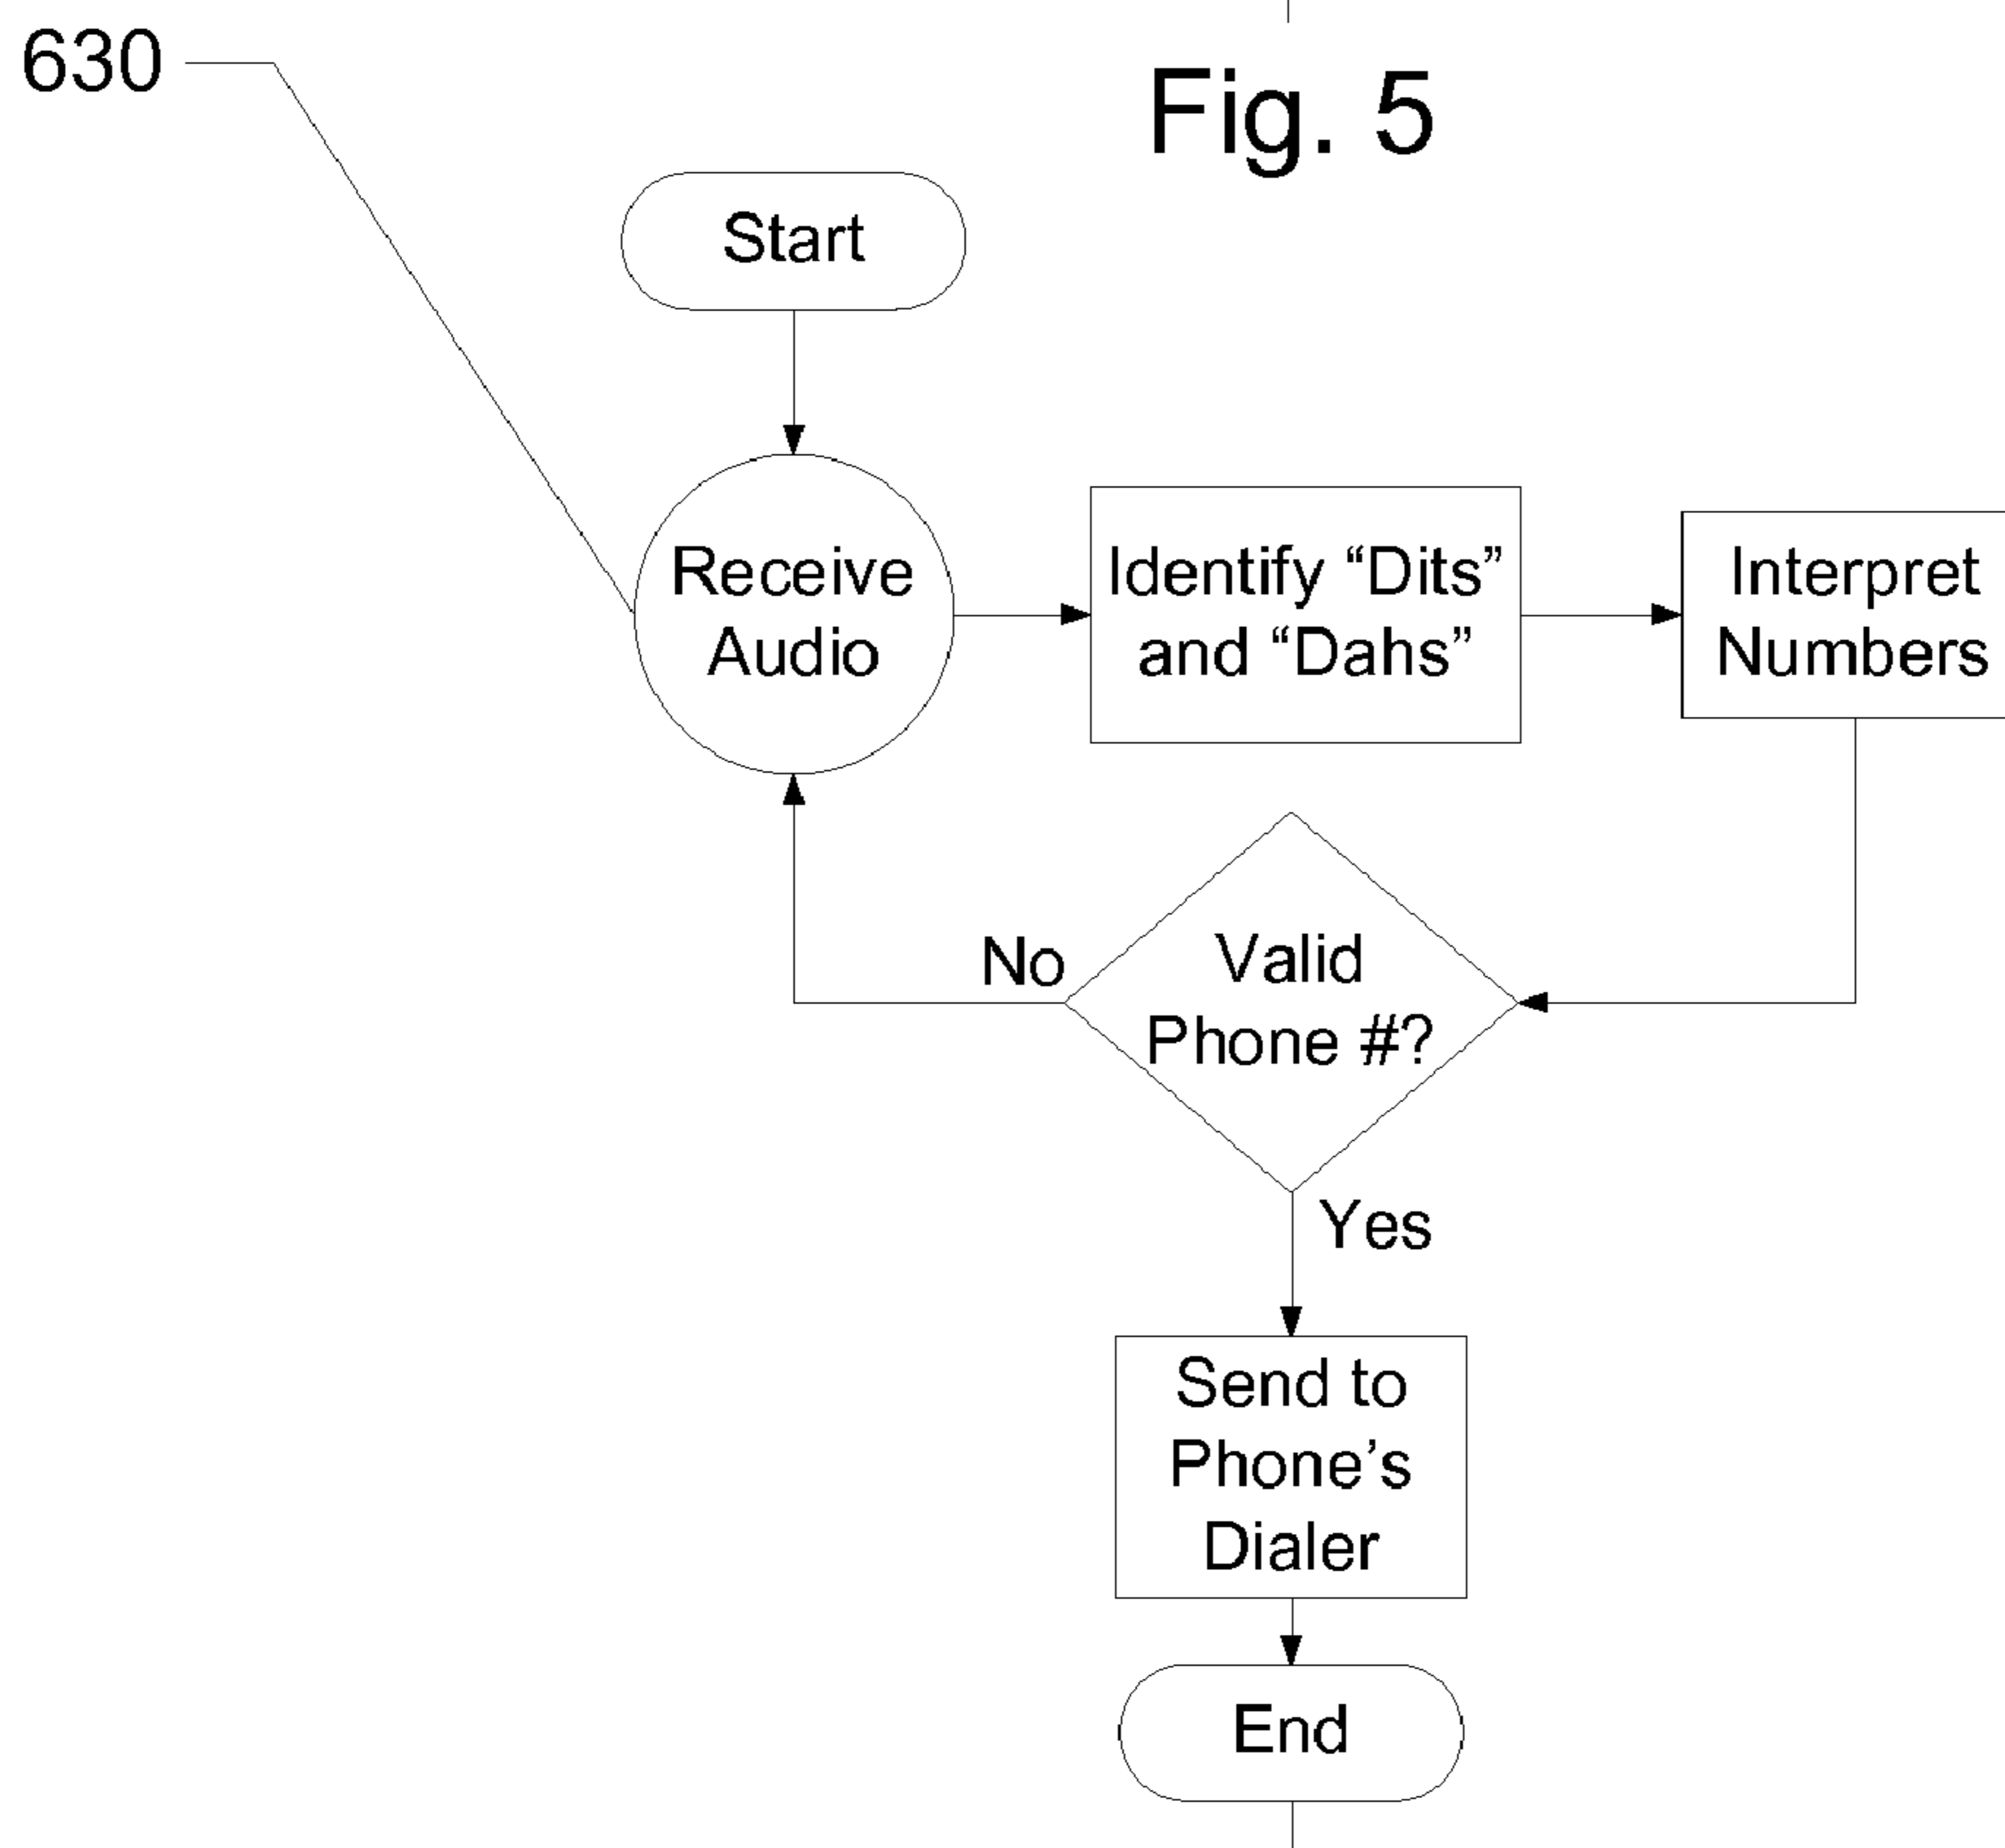 630
Fig. 5
Start
Receive
Audio
Identify “Dits”
and “Dahs”
Interpret
Numbers
No
Valid
Phone #?
Yes
Send to
Phone’s
Dialer
End